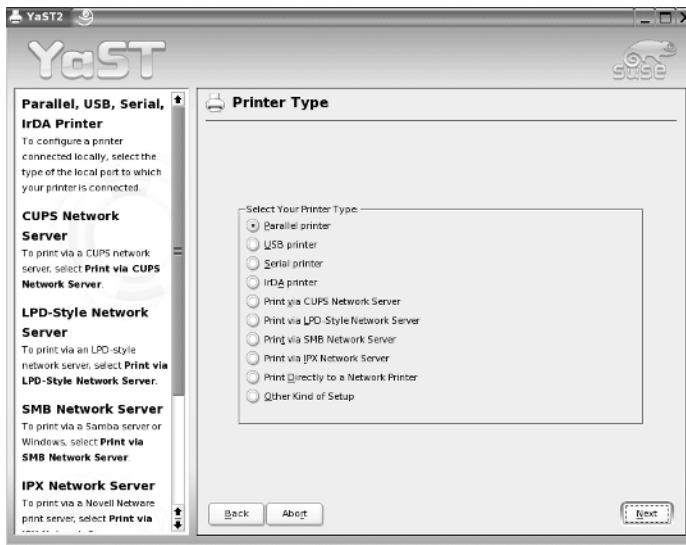 YaST2
YaST
SUSE
Parallel, USB, Serial,
IrDA Printer
To configure a printer
connected locally, select the
type of the local port to which
your printer is connected.
CUPS Network
Server
To print via a CUPS network
server, select Print via CUPS
Network Server.
LPD-Style Network
Server
To print via an LPD-style
network server, select Print via
LPD-Style Network Server.
SMB Network Server
To print via a Samba server or
Windows, select Print via
SMB Network Server.
IPX Network Server
To print via a Novell Netware
print server, select Print via
Printer Type
Select Your Printer Type:
Parallel printer
USB printer
Serial printer
IrDA printer
Print via CUPS Network Server
Print via LPD-Style Network Server
Print via SMB Network Server
Print via IPX Network Server
Print Directly to a Network Printer
Other Kind of Setup
Back
Abort
Next